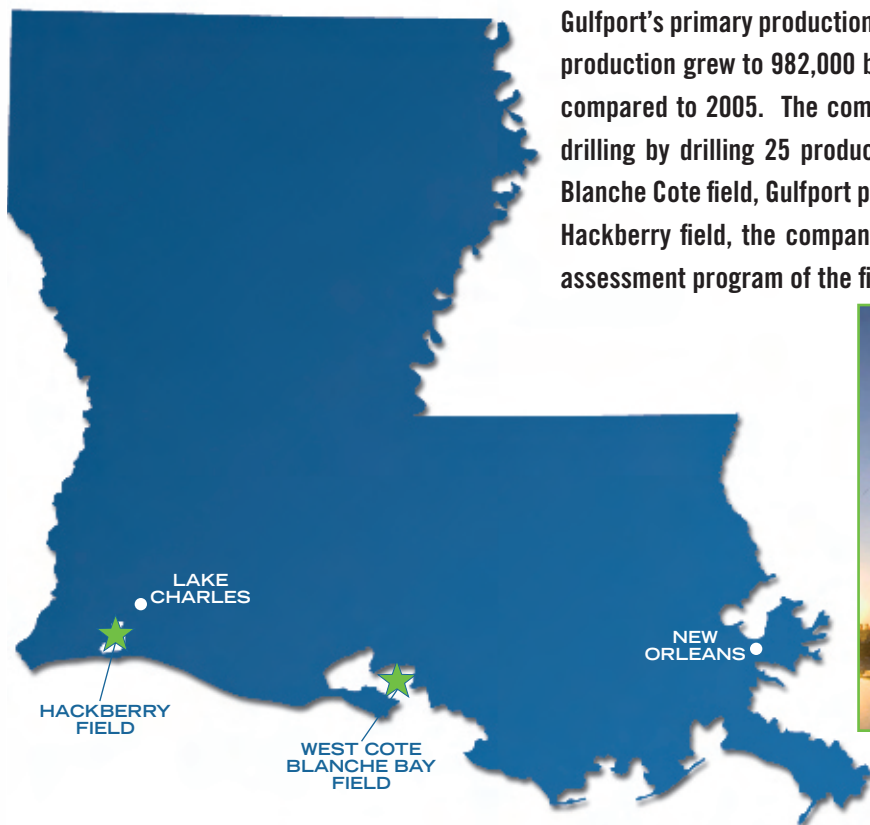 Gulfport's primary production
production grew to 982,000 b
compared to 2005. The com
drilling by drilling 25 produc
Blanche Cote field, Gulfport p
Hackberry field, the compan
assessment program of the fi
LAKE
CHARLES
NEW
ORLEANS
HACKBERRY
FIELD
WEST COTE
BLANCHE BAY
FIELD